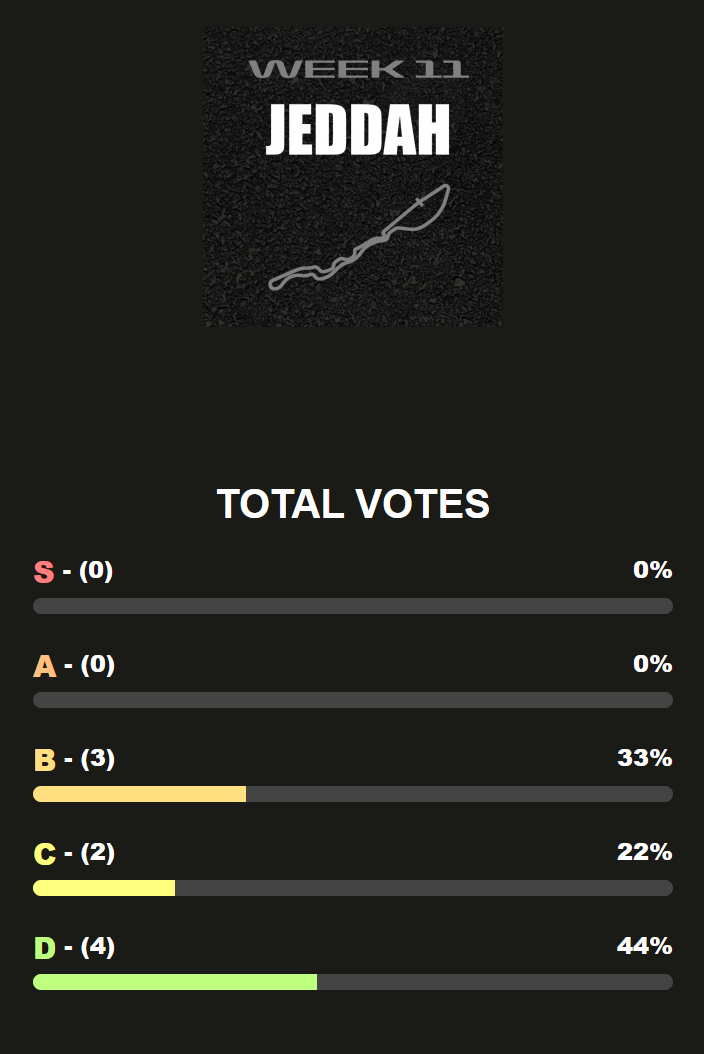 WEEK 11
JEDDAH
TOTAL VOTES
S - (0) 0%
A - (0) 0%
B - (3) 33%
C - (2) 22%
D - (4) 44%